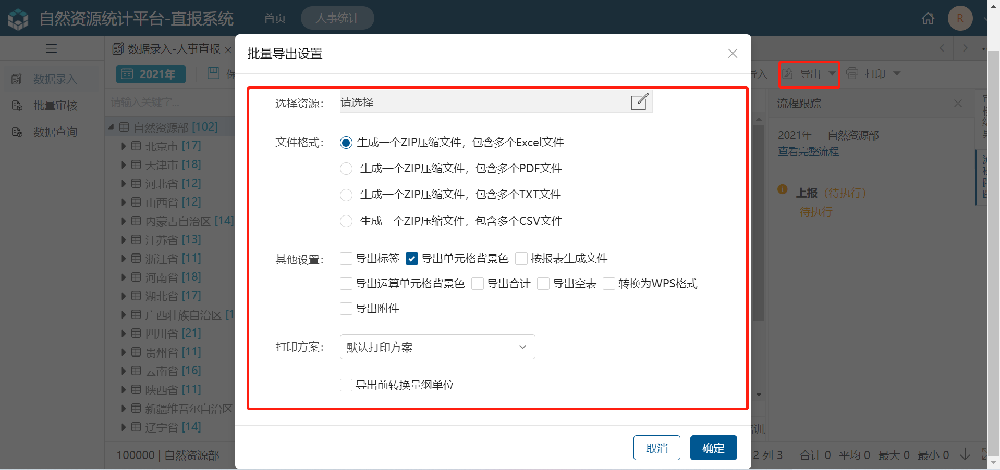 自然资源统计平台-直报系统
首页
人事统计
R
数据录入
批量审核
数据查询
数据录入-人事直报
2021年
请输入关键字...
自然资源部 [102]
北京市 [17]
天津市 [18]
河北省 [12]
山西省 [12]
内蒙古自治区 [14]
江苏省 [13]
浙江省 [11]
河南省 [18]
湖北省 [17]
广西壮族自治区
四川省 [21]
贵州省 [11]
云南省 [16]
陕西省 [11]
新疆维吾尔自治区
辽宁省 [14]
100000 | 自然资源部
批量导出设置
选择资源：
请选择
文件格式：
生成一个ZIP压缩文件，包含多个Excel文件
生成一个ZIP压缩文件，包含多个PDF文件
生成一个ZIP压缩文件，包含多个TXT文件
生成一个ZIP压缩文件，包含多个CSV文件
其他设置：
导出标签 导出单元格背景色 按报表生成文件
导出运算单元格背景色 导出合计 导出空表 转换为WPS格式
导出附件
打印方案：
默认打印方案
导出前转换量纲单位
取消
确定
导入
导出
打印
流程跟踪
2021年 自然资源部
查看完整流程
上报 (待执行)
待执行
2 列 3
合计 0 平均 0 最大 0 最小 0